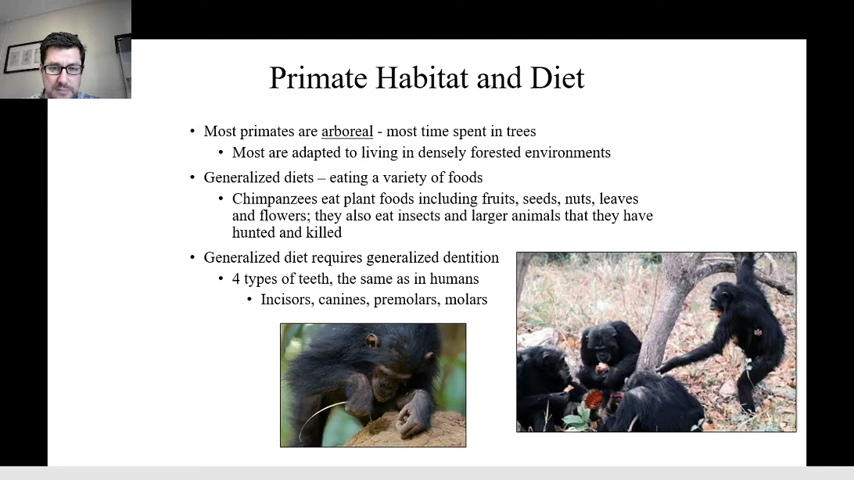 Primate Habitat and Diet
• Most primates are arboreal - most time spent in trees
• Most are adapted to living in densely forested environments
• Generalized diets – eating a variety of foods
• Chimpanzees eat plant foods including fruits, seeds, nuts, leaves
and flowers; they also eat insects and larger animals that they have
hunted and killed
• Generalized diet requires generalized dentition
• 4 types of teeth, the same as in humans
• Incisors, canines, premolars, molars